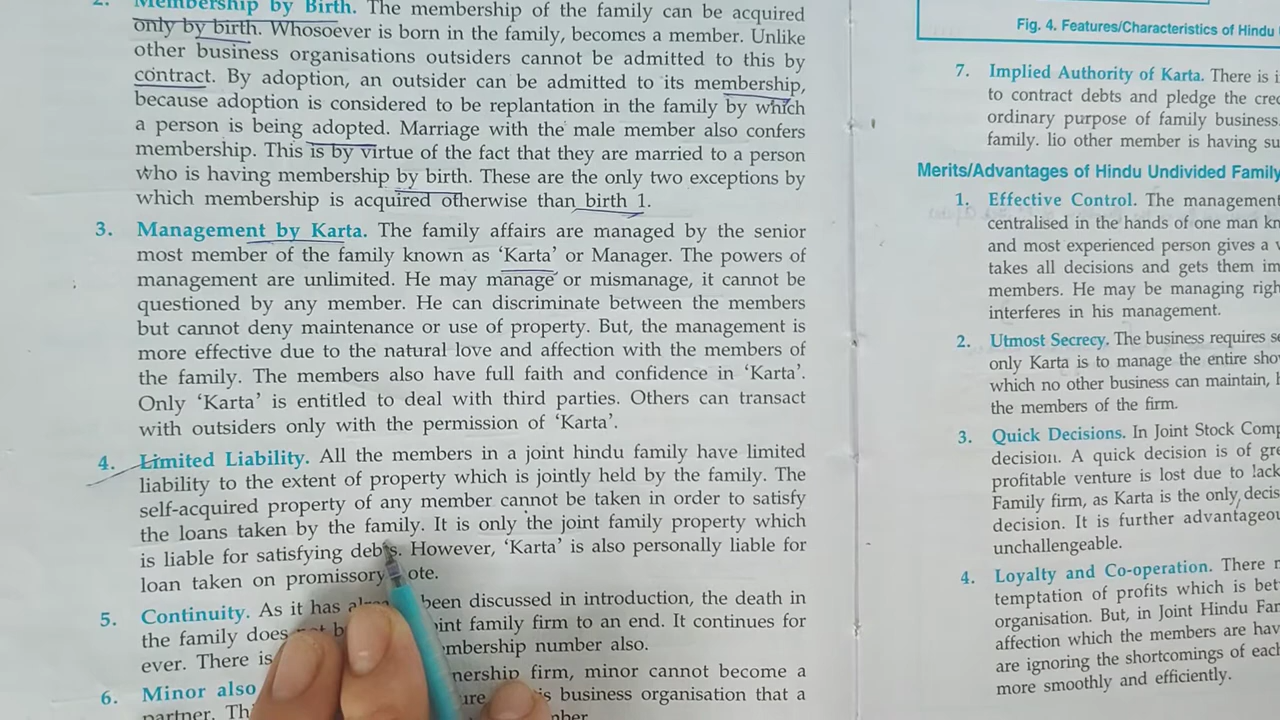 2. Membership by Birth. The membership of the family can be acquired
only by birth. Whosoever is born in the family, becomes a member. Unlike
other business organisations outsiders cannot be admitted to this by
contract. By adoption, an outsider can be admitted to its membership,
because adoption is considered to be replantation in the family by which
a person is being adopted. Marriage with the male member also confers
membership. This is by virtue of the fact that they are married to a person
who is having membership by birth. These are the only two exceptions by
which membership is acquired otherwise than birth 1.
3. Management by Karta. The family affairs are managed by the senior
most member of the family known as ‘Karta’ or Manager. The powers of
management are unlimited. He may manage or mismanage, it cannot be
questioned by any member. He can discriminate between the members
but cannot deny maintenance or use of property. But, the management is
more effective due to the natural love and affection with the members of
the family. The members also have full faith and confidence in ‘Karta’.
Only ‘Karta’ is entitled to deal with third parties. Others can transact
with outsiders only with the permission of ‘Karta’.
4. Limited Liability. All the members in a joint hindu family have limited
liability to the extent of property which is jointly held by the family. The
self-acquired property of any member cannot be taken in order to satisfy
the loans taken by the family. It is only the joint family property which
is liable for satisfying debts. However, ‘Karta’ is also personally liable for
loan taken on promissory ote.
5. Continuity. As it has been discussed in introduction, the death in
the family does firm to an end. It continues for
ever. There is number also.
6. Minor also firm, minor cannot become a
partner. business organisation that a
Fig. 4. Features/Characteristics of Hindu
7. Implied Authority of Karta. There is
to contract debts and pledge the
ordinary purpose of family business.
family. lio other member is having
Merits/Advantages of Hindu Undivided Family
1. Effective Control. The management
centralised in the hands of one man
and most experienced person gives a
takes all decisions and gets them
members. He may be managing
interferes in his management.
2. Utmost Secrecy. The business requires
only Karta is to manage the entire
which no other business can maintain,
the members of the firm.
3. Quick Decisions. In Joint Stock
decision. A quick decision is of
profitable venture is lost due to lack
Family firm, as Karta is the only
decision. It is further
unchallengeable.
4. Loyalty and Co-operation. There
temptation of profits which is
organisation. But, in Joint Hindu
affection which the members are
are ignoring the shortcomings of each
more smoothly and efficiently.